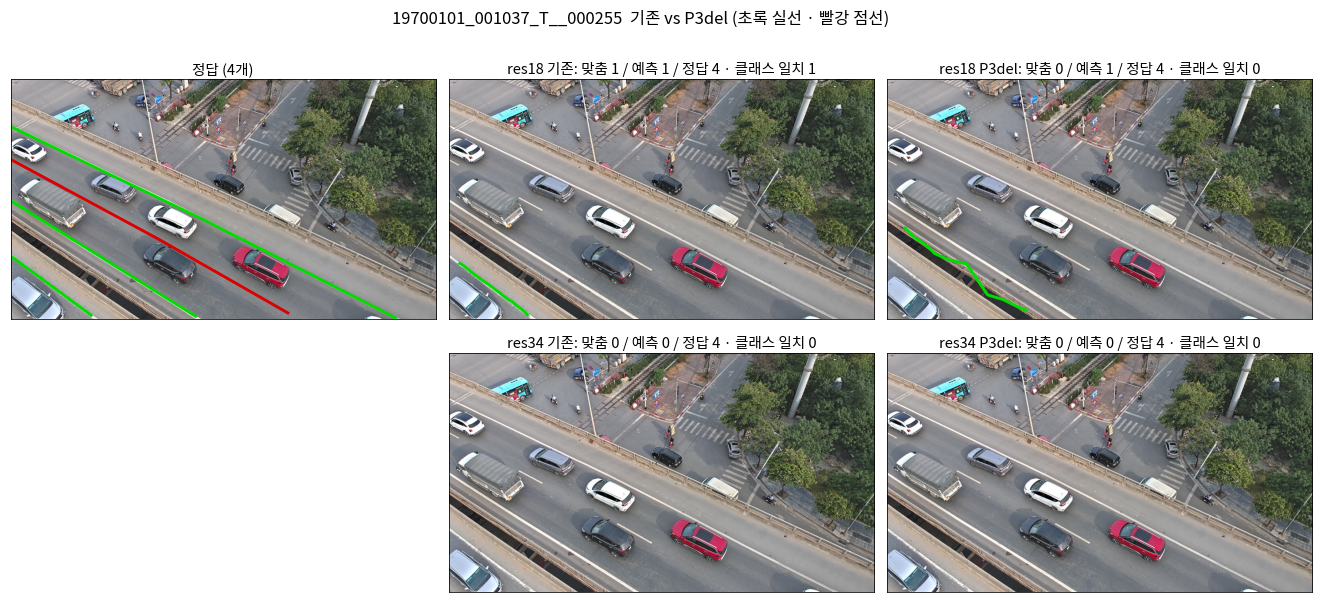 19700101_001037_T__000255 기존 vs P3del (초록 실선 · 빨강 점선)
정답 (4개)
res18 기존: 맞춤 1 / 예측 1 / 정답 4 · 클래스 일치 1
res18 P3del: 맞춤 0 / 예측 1 / 정답 4 · 클래스 일치 0
res34 기존: 맞춤 0 / 예측 0 / 정답 4 · 클래스 일치 0
res34 P3del: 맞춤 0 / 예측 0 / 정답 4 · 클래스 일치 0